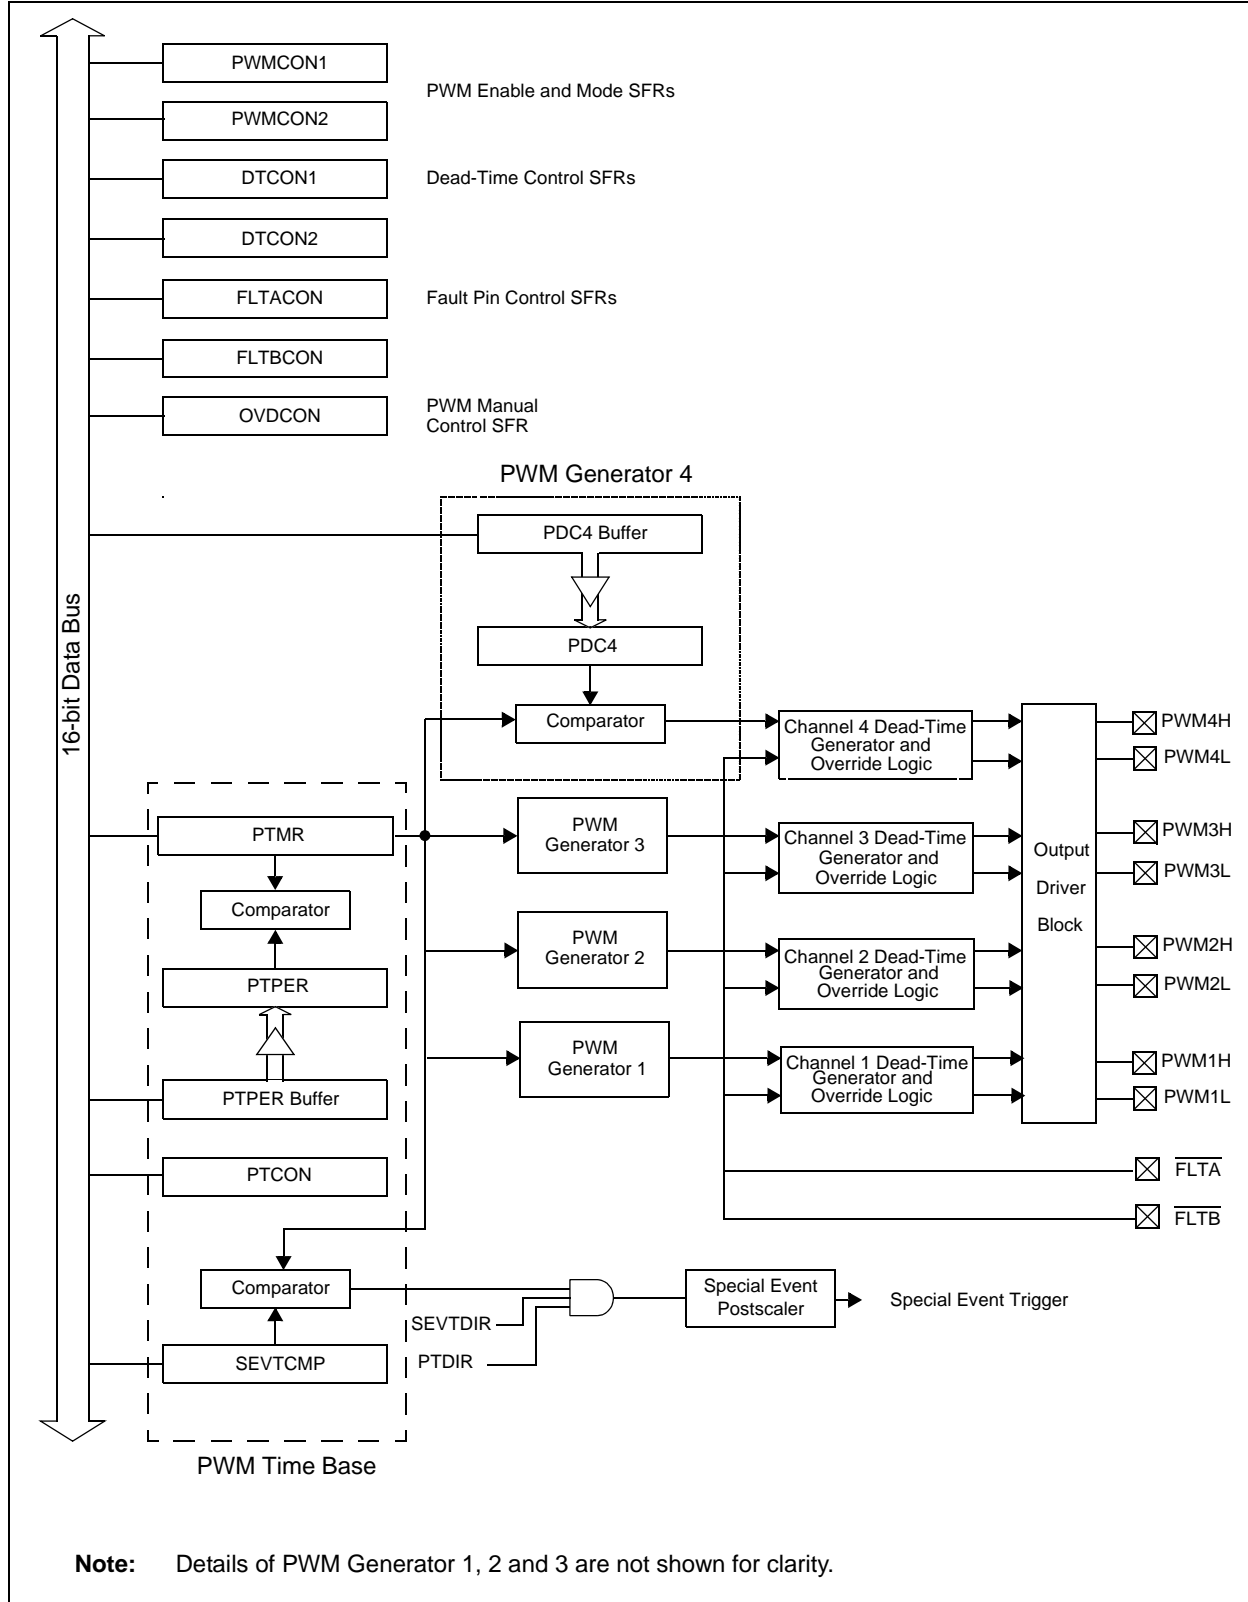 PWMCON1
PWM Enable and Mode SFRs
PWMCON2
DTCON1
Dead-Time Control SFRs
DTCON2
FLTACON
Fault Pin Control SFRs
FLTBCON
OVDCON
PWM Manual
Control SFR
16-bit Data Bus
PWM Generator 4
PDC4 Buffer
PDC4
Comparator
Channel 4 Dead-Time
Generator and
Override Logic
PWM4H
PWM4L
PTMR
Comparator
PTPER
PTPER Buffer
PTCON
Comparator
SEVTCMP
PWM Time Base
PWM
Generator 3
Channel 3 Dead-Time
Generator and
Override Logic
PWM3H
PWM3L
PWM
Generator 2
Channel 2 Dead-Time
Generator and
Override Logic
PWM2H
PWM2L
PWM
Generator 1
Channel 1 Dead-Time
Generator and
Override Logic
PWM1H
PWM1L
Output
Driver
Block
FLTA
FLTB
SEVTDIR
PTDIR
Special Event
Postscaler
Special Event Trigger
Note: Details of PWM Generator 1, 2 and 3 are not shown for clarity.